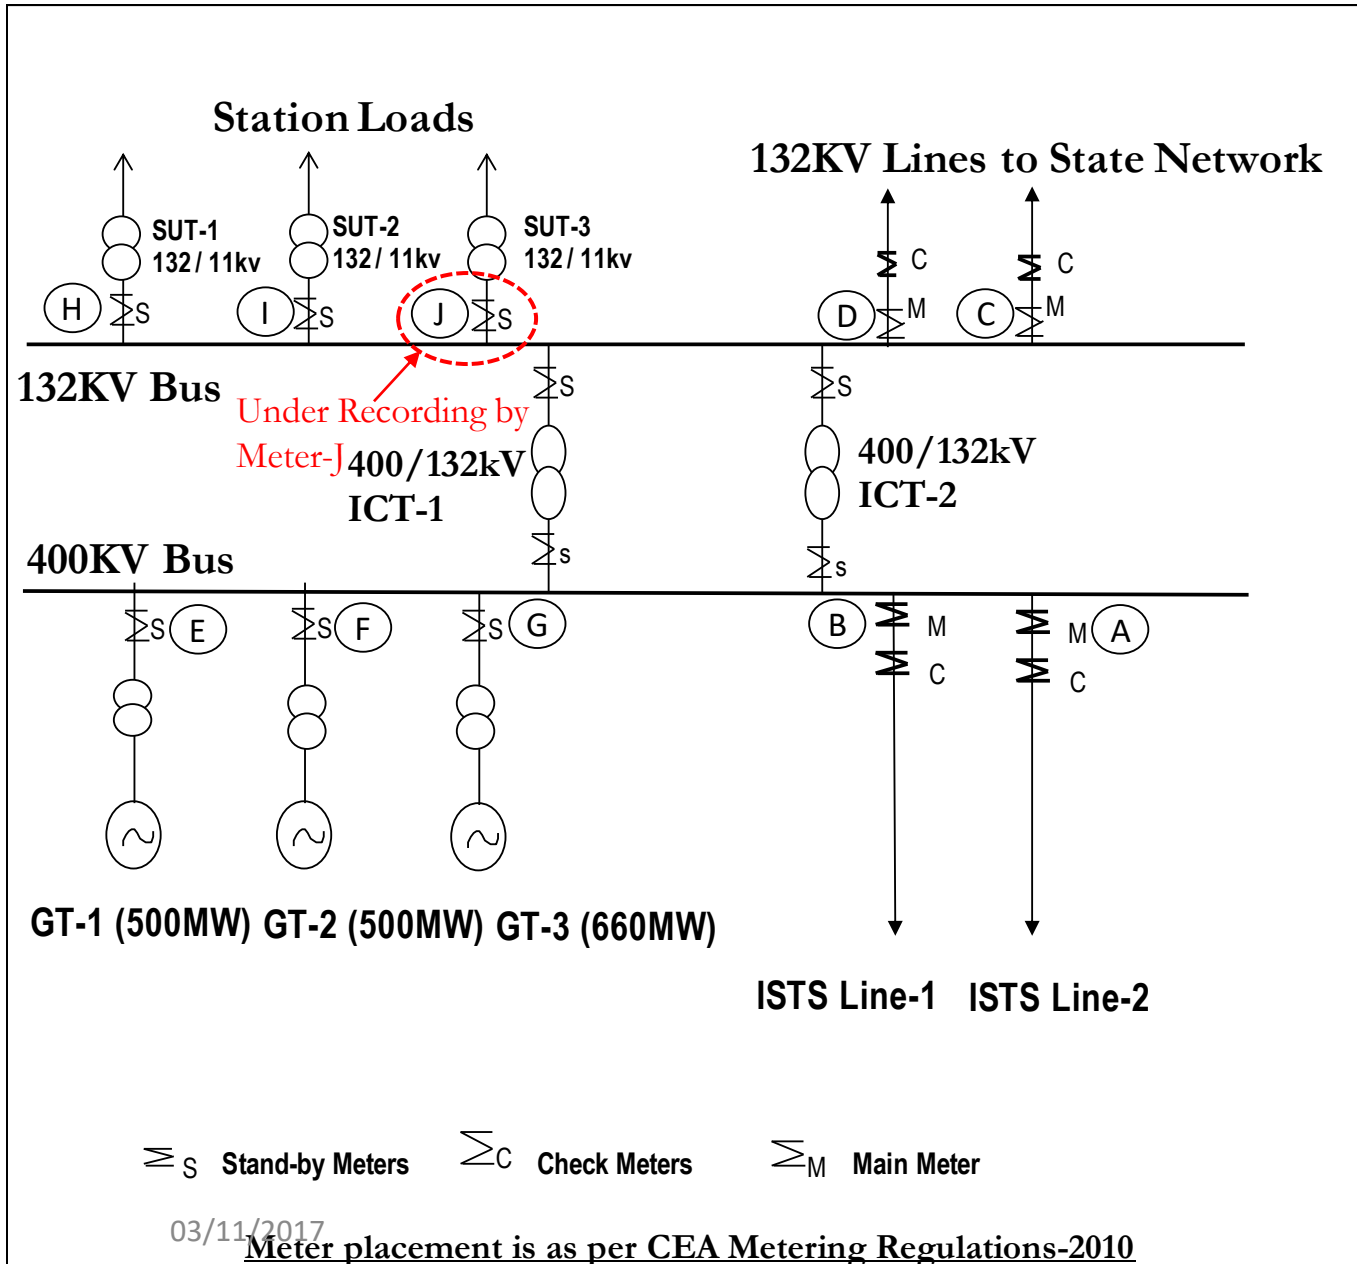 Station Loads
132KV Lines to State Network
SUT-1
132 / 11kv
SUT-2
132 / 11kv
SUT-3
132 / 11kv
C
C
H
S
I
S
J
S
D
M
C
M
132KV Bus
Under Recording by
Meter-J
S
S
400/132kV
ICT-1
400/132kV
ICT-2
s
s
400KV Bus
S
E
S
F
S
G
B
M
M
A
C
C
GT-1 (500MW)
GT-2 (500MW)
GT-3 (660MW)
ISTS Line-1
ISTS Line-2
S Stand-by Meters
C Check Meters
M Main Meter
03/11/2017
Meter placement is as per CEA Metering Regulations-2010